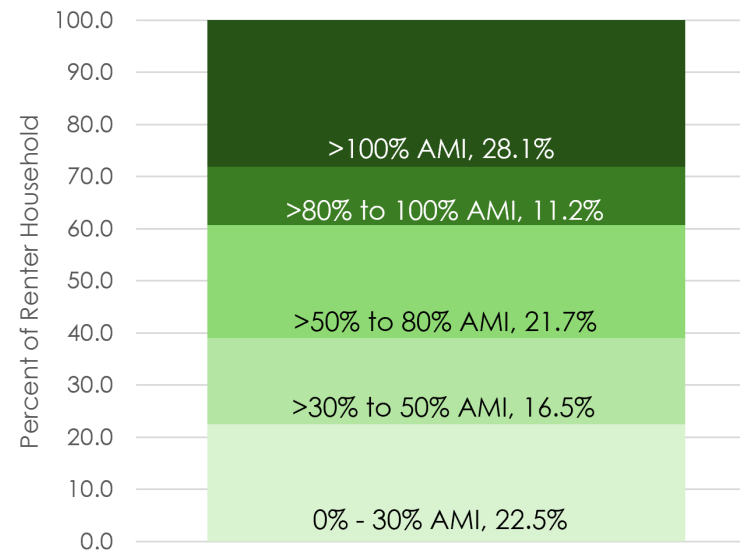 100.0
90.0
80.0
70.0
60.0
50.0
40.0
30.0
20.0
10.0
0.0
Percent of Renter Household
>100% AMI, 28.1%
>80% to 100% AMI, 11.2%
>50% to 80% AMI, 21.7%
>30% to 50% AMI, 16.5%
0% - 30% AMI, 22.5%